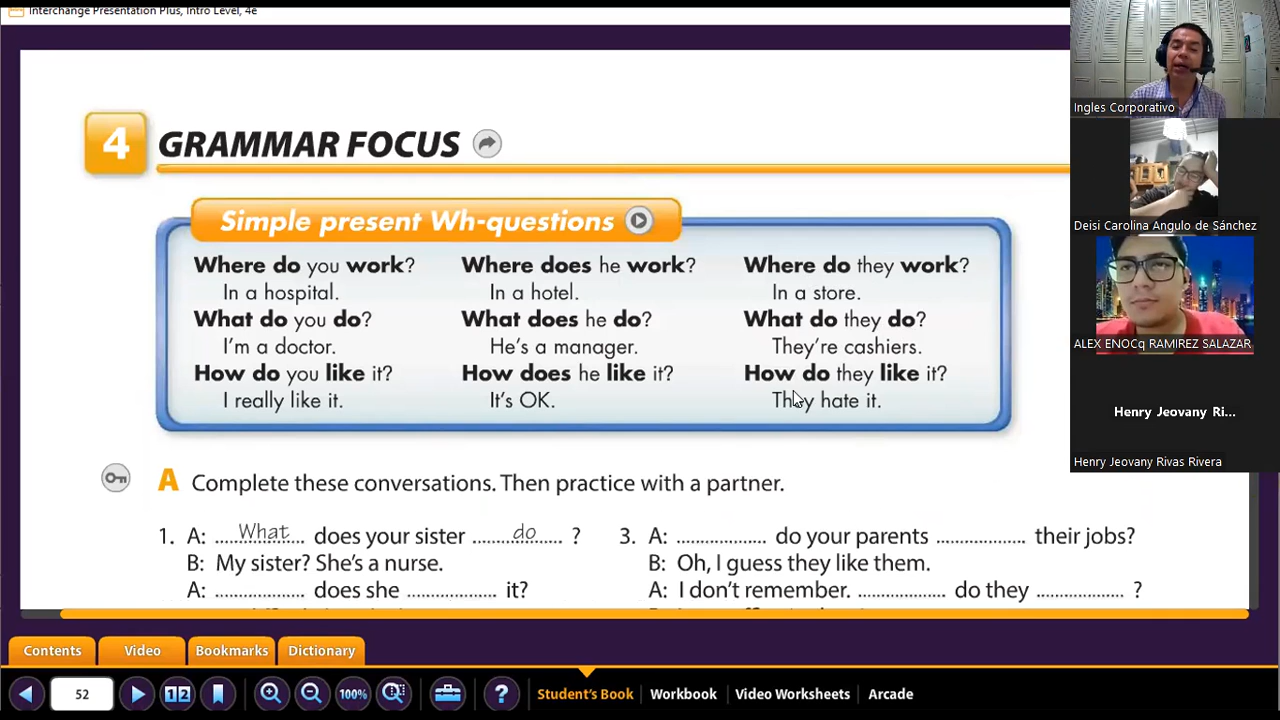 Interchange Presentation Plus, Intro Level, 4e
4 GRAMMAR FOCUS
Simple present Wh-questions
Where do you work?
In a hospital.
What do you do?
I'm a doctor.
How do you like it?
I really like it.
Where does he work?
In a hotel.
What does he do?
He's a manager.
How does he like it?
It's OK.
Where do they work?
In a store.
What do they do?
They're cashiers.
How do they like it?
They hate it.
A Complete these conversations. Then practice with a partner.
1. A: What does your sister do ?
B: My sister? She's a nurse.
A: .................. does she .................. it?
3. A: .................. do your parents .................. their jobs?
B: Oh, I guess they like them.
A: I don't remember. .................. do they .................. ?
Ingles Corporativo
Deisi Carolina Angulo de Sánchez
ALEX ENOCq RAMIREZ SALAZAR
Henry Jeovany Ri...
Henry Jeovany Rivas Rivera
Contents Video Bookmarks Dictionary
52 1 2 100% ? Student's Book Workbook Video Worksheets Arcade